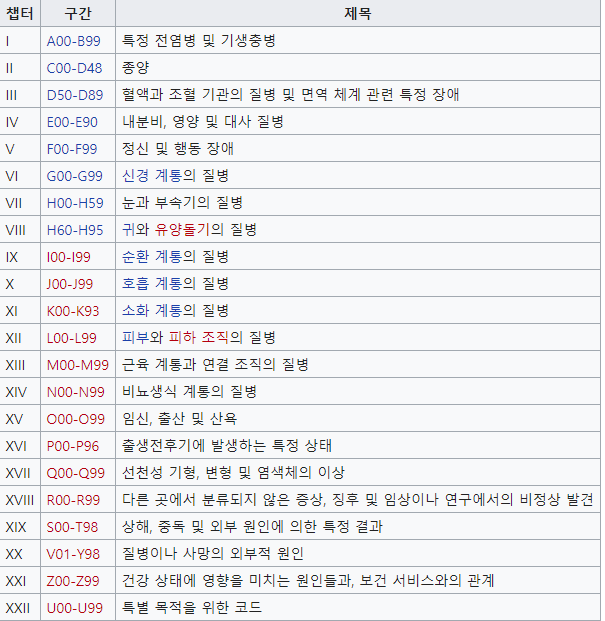 챕터 구간 제목
I A00-B99 특정 전염병 및 기생충병
II C00-D48 종양
III D50-D89 혈액과 조혈 기관의 질병 및 면역 체계 관련 특정 장애
IV E00-E90 내분비, 영양 및 대사 질병
V F00-F99 정신 및 행동 장애
VI G00-G99 신경 계통의 질병
VII H00-H59 눈과 부속기의 질병
VIII H60-H95 귀와 유양돌기의 질병
IX I00-I99 순환 계통의 질병
X J00-J99 호흡 계통의 질병
XI K00-K93 소화 계통의 질병
XII L00-L99 피부와 피하 조직의 질병
XIII M00-M99 근육 계통과 연결 조직의 질병
XIV N00-N99 비뇨생식 계통의 질병
XV O00-O99 임신, 출산 및 산욕
XVI P00-P96 출생전후기에 발생하는 특정 상태
XVII Q00-Q99 선천성 기형, 변형 및 염색체의 이상
XVIII R00-R99 다른 곳에서 분류되지 않은 증상, 징후 및 임상이나 연구에서의 비정상 발견
XIX S00-T98 상해, 중독 및 외부 원인에 의한 특정 결과
XX V01-Y98 질병이나 사망의 외부적 원인
XXI Z00-Z99 건강 상태에 영향을 미치는 원인들과, 보건 서비스와의 관계
XXII U00-U99 특별 목적을 위한 코드